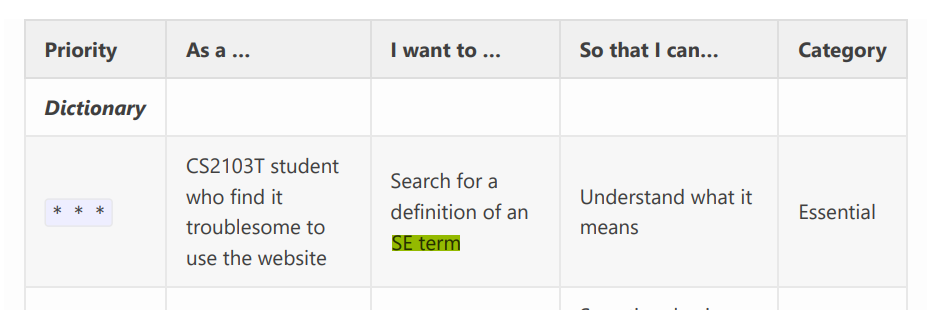 Priority As a ... I want to ... So that I can... Category
Dictionary
* * *
CS2103T student
who find it
troublesome to
use the website
Search for a
definition of an
SE term
Understand what it
means
Essential